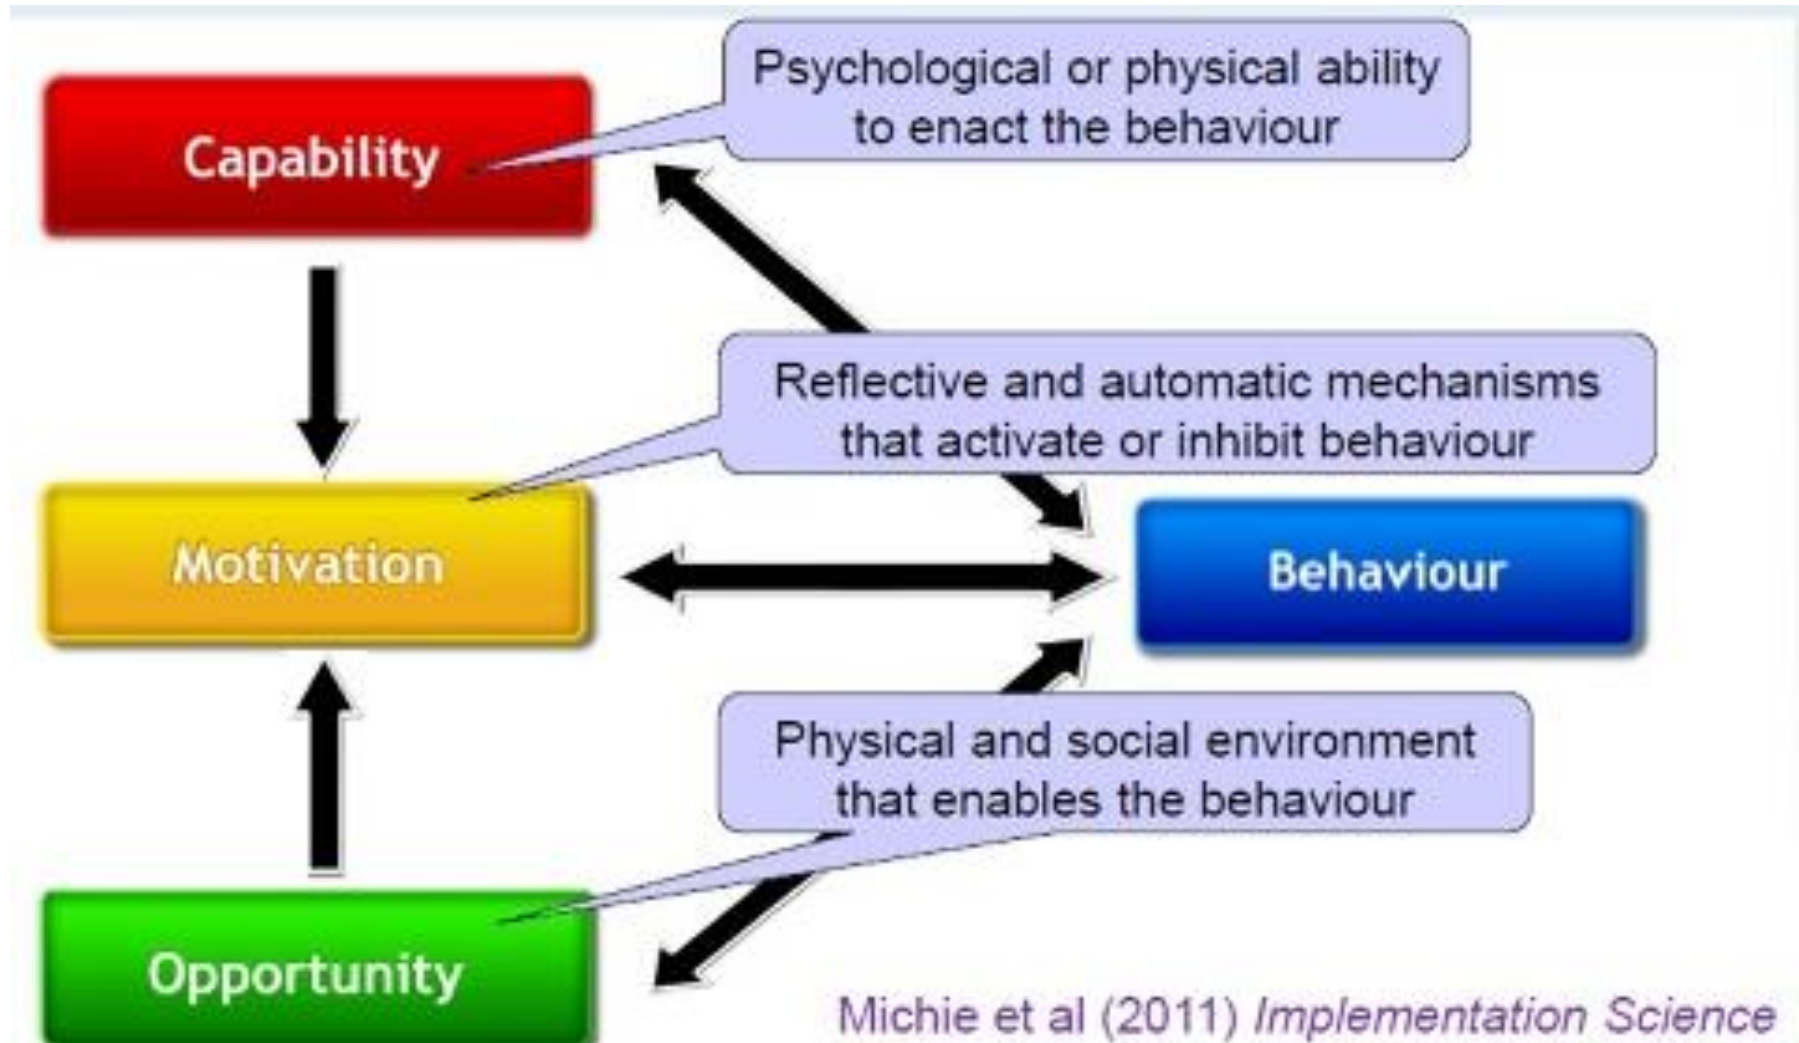 Psychological or physical ability
to enact the behaviour
Capability
Reflective and automatic mechanisms
that activate or inhibit behaviour
Motivation
Behaviour
Physical and social environment
that enables the behaviour
Opportunity
Michie et al (2011) Implementation Science